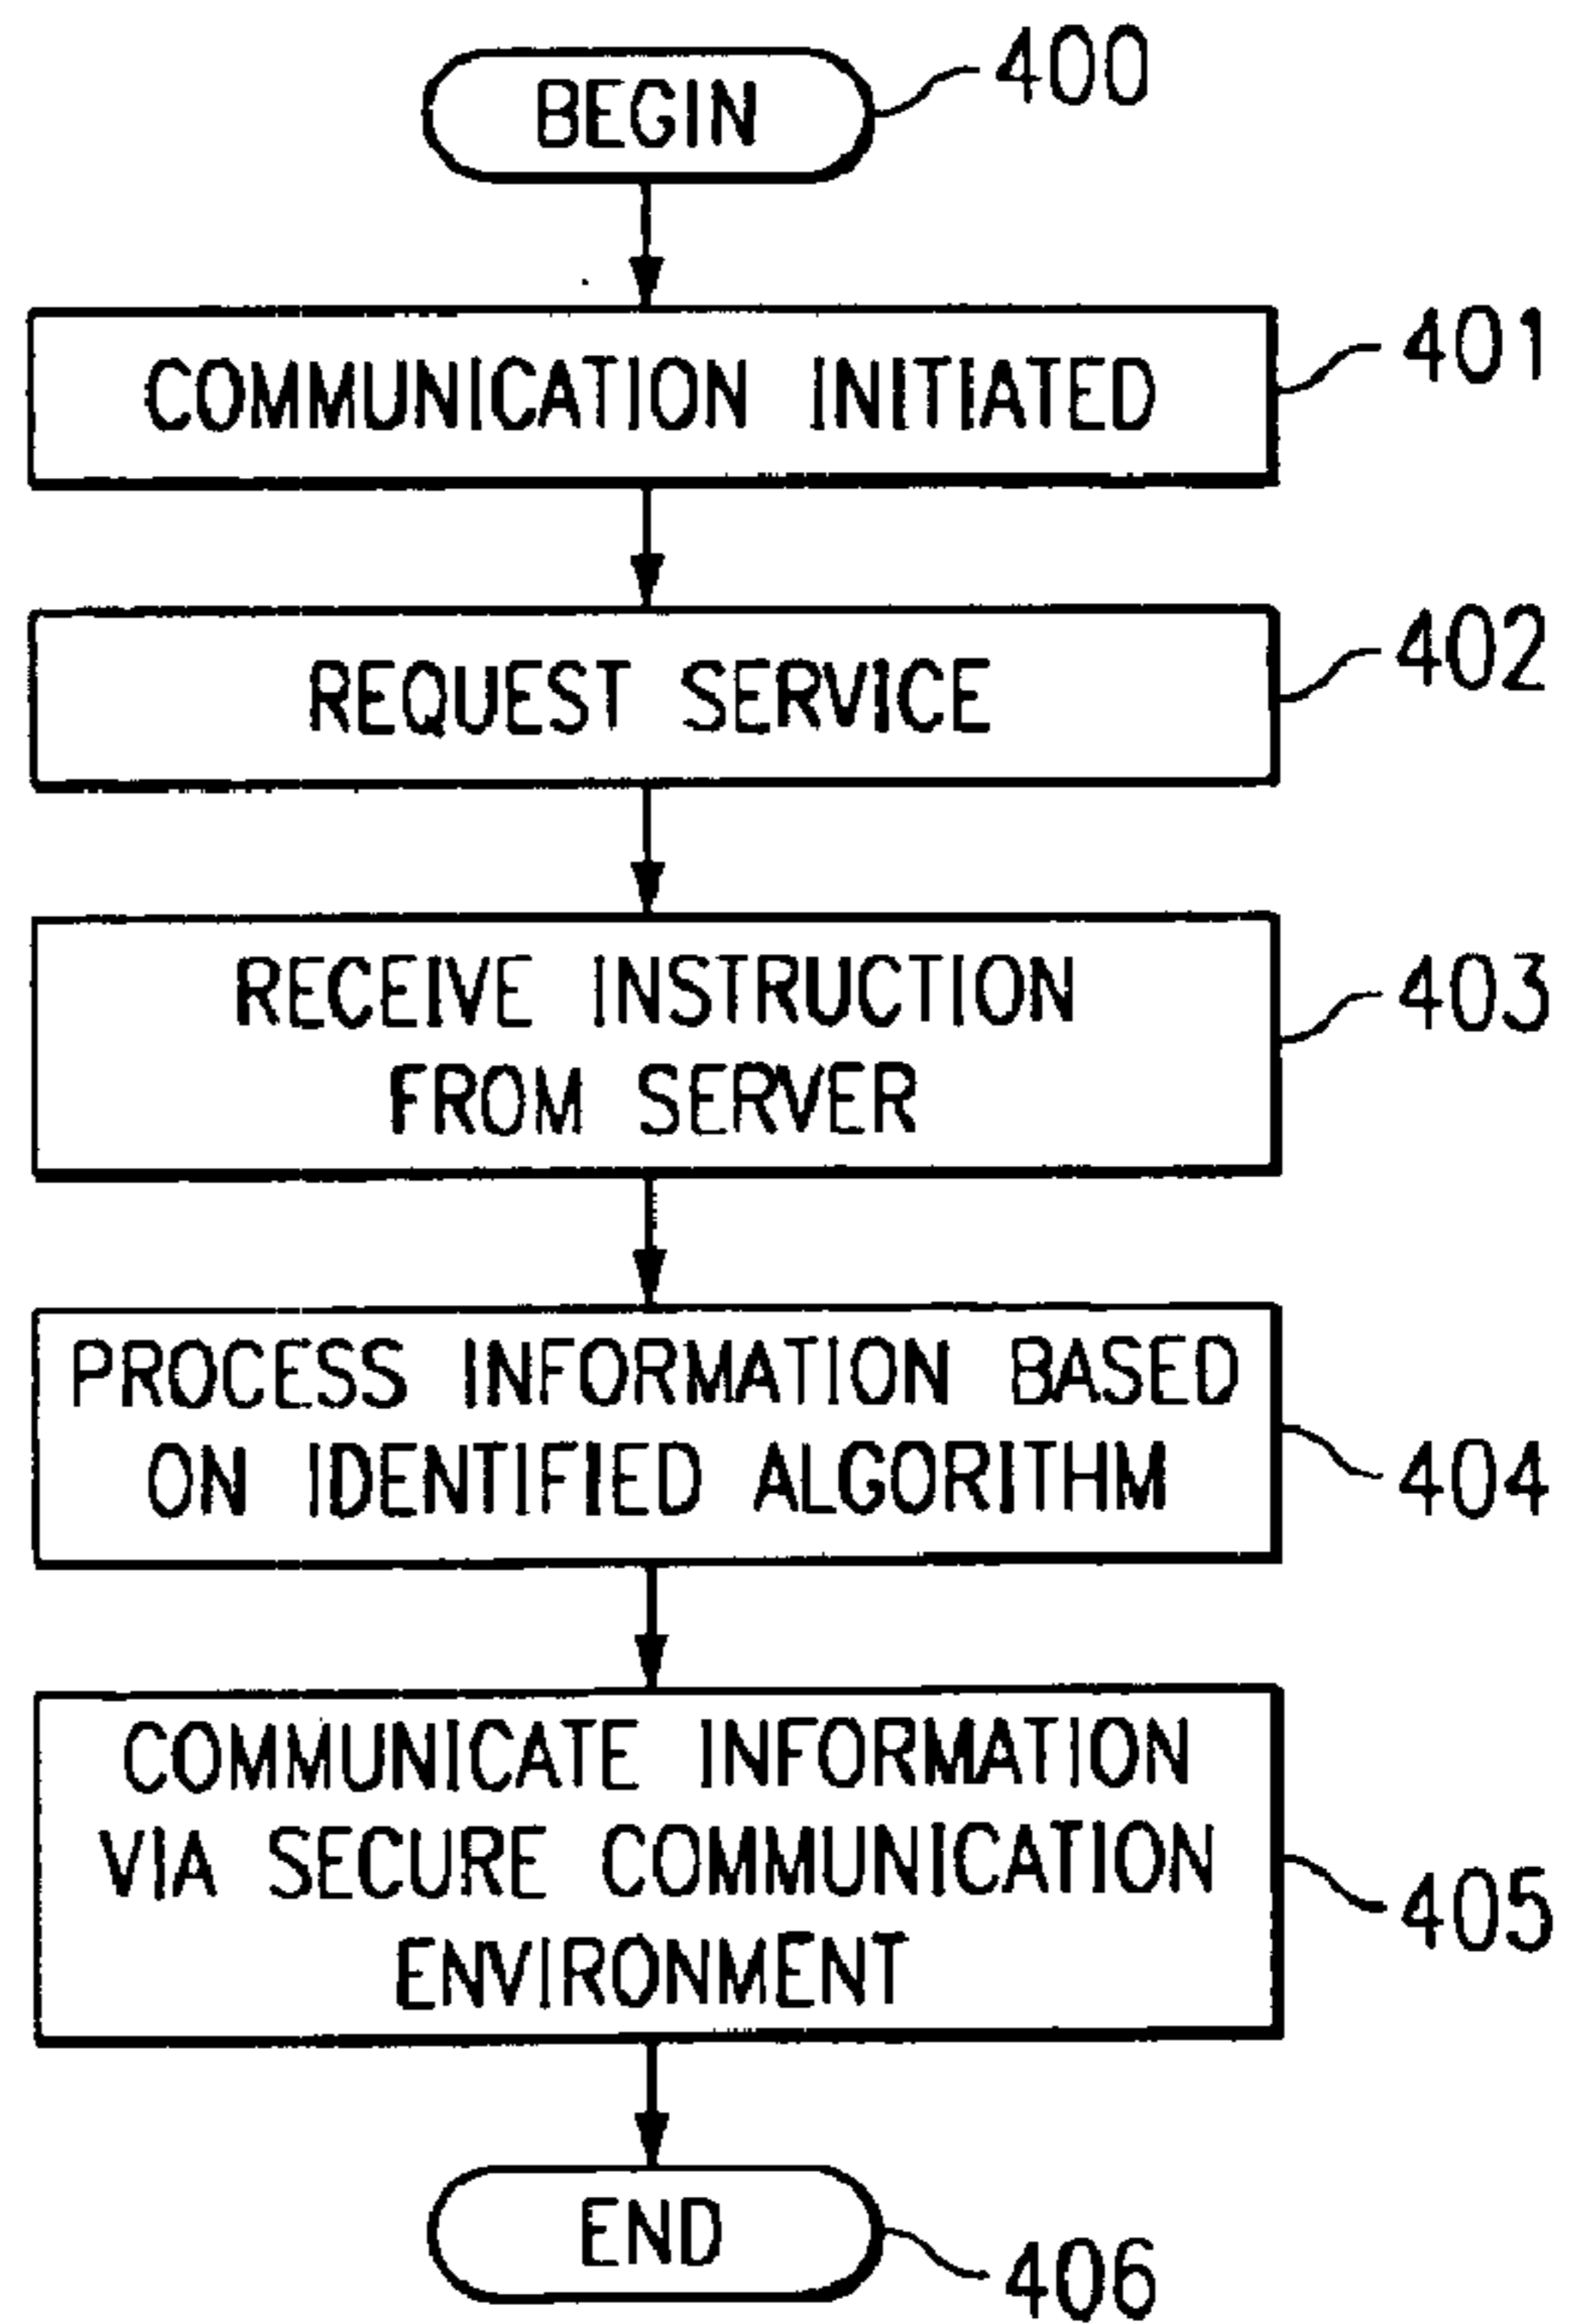 BEGIN
400
COMMUNICATION INITIATED
401
REQUEST SERVICE
402
RECEIVE INSTRUCTION
FROM SERVER
403
PROCESS INFORMATION BASED
ON IDENTIFIED ALGORITHM
404
COMMUNICATE INFORMATION
VIA SECURE COMMUNICATION
ENVIRONMENT
405
END
406